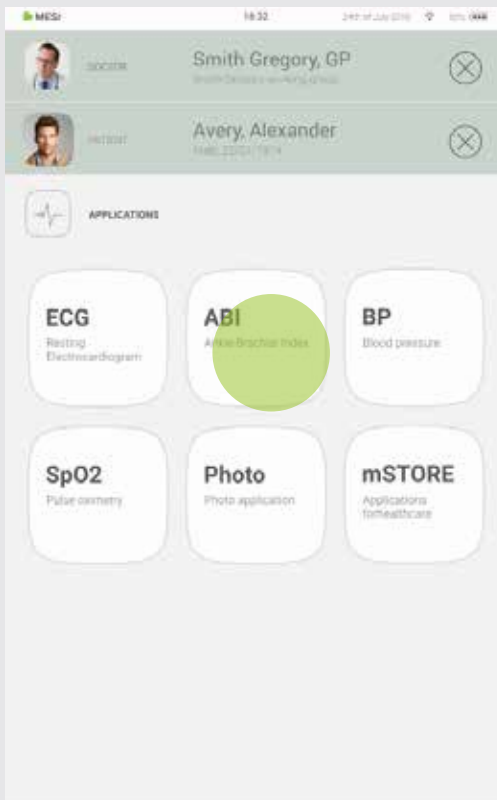 MESI
18:32
DOCTOR
Smith Gregory, GP
PATIENT
Avery, Alexander
APPLICATIONS
ECG
Resting
Electrocardiogram
ABI
Ankle Brachial Index
BP
Blood pressure
SpO2
Pulse oximetry
Photo
Photo application
mSTORE
Applications
forhealthcare